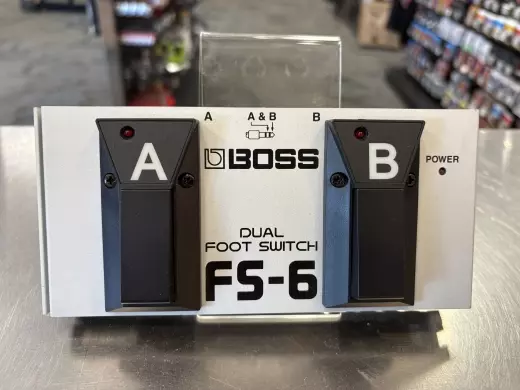 A A & B B
A
B
BOSS
POWER
DUAL
FOOT SWITCH
FS-6